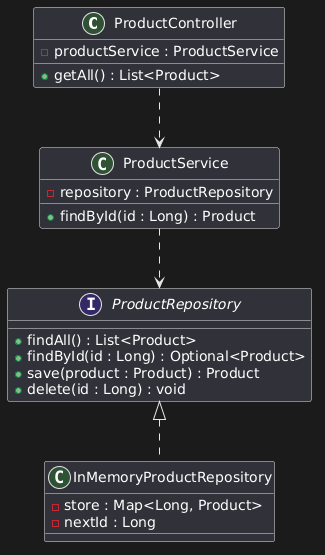 C ProductController
productService : ProductService
getAll() : List<Product>
C ProductService
repository : ProductRepository
findById(id : Long) : Product
I ProductRepository
findAll() : List<Product>
findById(id : Long) : Optional<Product>
save(product : Product) : Product
delete(id : Long) : void
C InMemoryProductRepository
store : Map<Long, Product>
nextId : Long